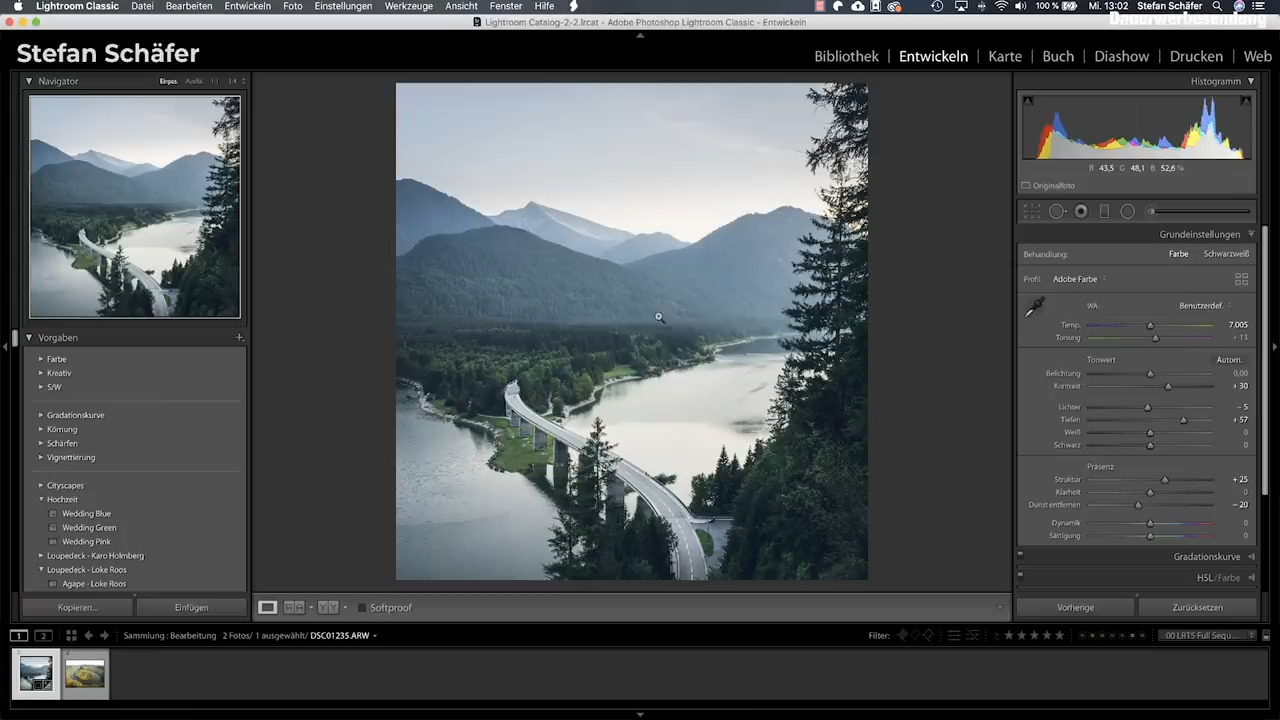 Lightroom Classic Datei Bearbeiten Entwickeln Foto Einstellungen Werkzeuge Ansicht Fenster Hilfe 100 % Mi. 13:02 Stefan Schäfer
Dauerwerbesendung
Lightroom Catalog-2-2.lrcat - Adobe Photoshop Lightroom Classic - Entwickeln
Stefan Schäfer
Bibliothek | Entwickeln | Karte | Buch | Diashow | Drucken | Web
Navigator Einpas. Ausfü. 1:1 1:4
Histogramm
R 43,5 G 48,1 B 52,6 %
Originalfoto
Grundeinstellungen
Behandlung: Farbe Schwarzweiß
Profil: Adobe Farbe
WA: Benutzerdef.
Temp. 7.005
Tonung + 13
Tonwert Autom.
Belichtung 0,00
Kontrast + 30
Lichter − 5
Tiefen + 57
Weiß 0
Schwarz 0
Präsenz
Struktur + 25
Klarheit 0
Dunst entfernen − 20
Dynamik 0
Sättigung 0
Gradationskurve
HSL/Farbe
Vorherige Zurücksetzen
Vorgaben +
Farbe
Kreativ
S/W
Gradationskurve
Körnung
Schärfen
Vignettierung
Cityscapes
Hochzeit
Wedding Blue
Wedding Green
Wedding Pink
Loupedeck - Karo Holmberg
Loupedeck - Loke Roos
Agape - Loke Roos
Kopieren... Einfügen
Softproof
1 2 Sammlung : Bearbeitung 2 Fotos/ 1 ausgewählt/ DSC01235.ARW
Filter: 00 LRT5 Full Sequ...